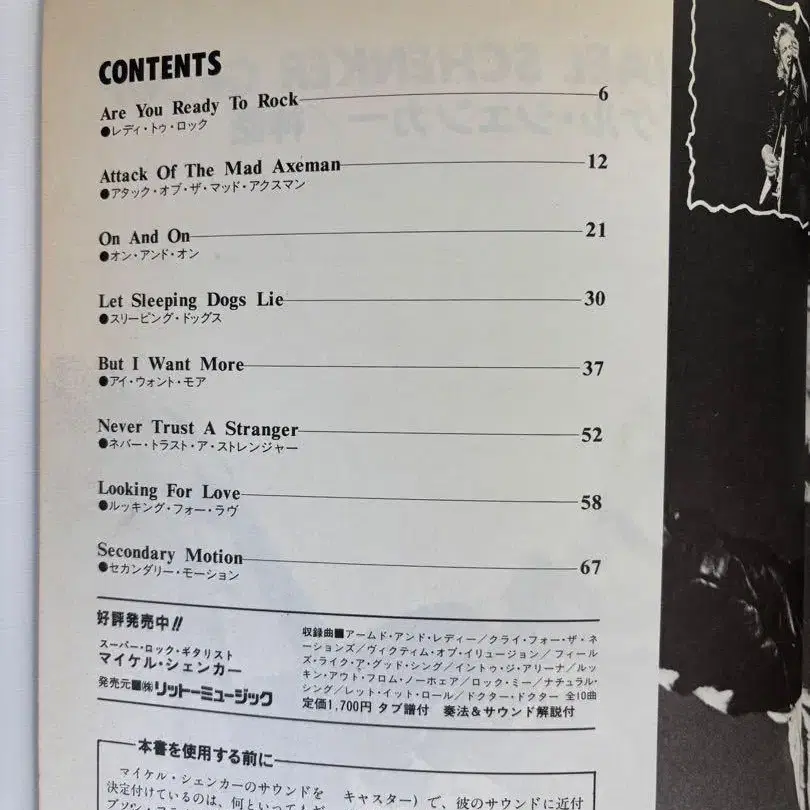 CONTENTS
Are You Ready To Rock 6
●レディ・トゥ・ロック
Attack Of The Mad Axeman 12
●アタック・オブ・ザ・マッド・アクスマン
On And On 21
●オン・アンド・オン
Let Sleeping Dogs Lie 30
●スリーピング・ドッグス
But I Want More 37
●アイ・ウォント・モア
Never Trust A Stranger 52
●ネバー・トラスト・ア・ストレンジャー
Looking For Love 58
●ルッキング・フォー・ラヴ
Secondary Motion 67
●セカンダリー・モーション
好評発売中!!
スーパー・ロック・ギタリスト
マイケル・シェンカー
発売元■㈱リットーミュージック
収録曲■アームド・アンド・レディー/クライ・フォー・ザ・ネ
ーションズ/ヴィクティム・オブ・イリュージョン/フィール
ズ・ライク・ア・グッド・シング/イントゥ・ジ・アリーナ/ルッ
キン・アウト・フロム・ノーホェア/ロック・ミー/ナチュラル・
シング/レット・イット・ロール/ドクター・ドクター 全10曲
定価1,700円 タブ譜付 奏法&サウンド解説付
本書を使用する前に
マイケル・シェンカーのサウンドを
決定付けているのは、何といっても
キャスター)で、彼のサウンドに近付